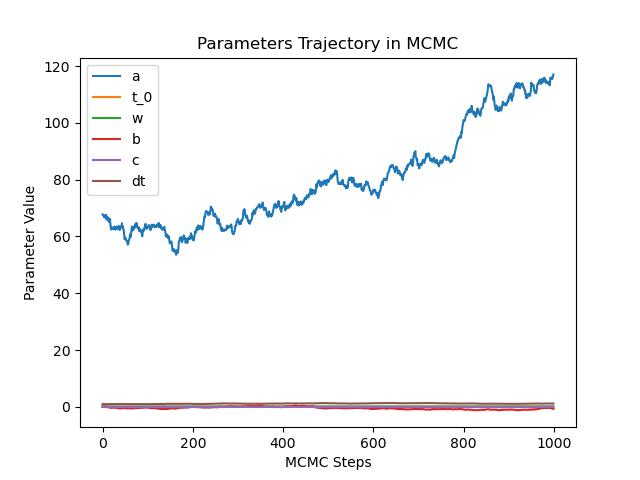 Parameters Trajectory in MCMC
120
100
80
60
40
20
0
Parameter Value
a
t_0
w
b
c
dt
0
200
400
600
800
1000
MCMC Steps